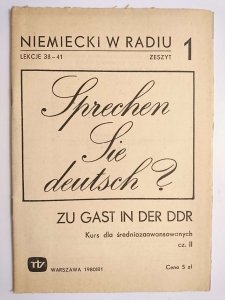 NIEMIECKI W RADIU 1
LEKCJE 38-41 ZESZYT
Sprechen
Sie
deutsch?
ZU GAST IN DER DDR
Kurs dla średniozaawansowanych
cz. II
WARSZAWA 1980/81 Cena 5 zł